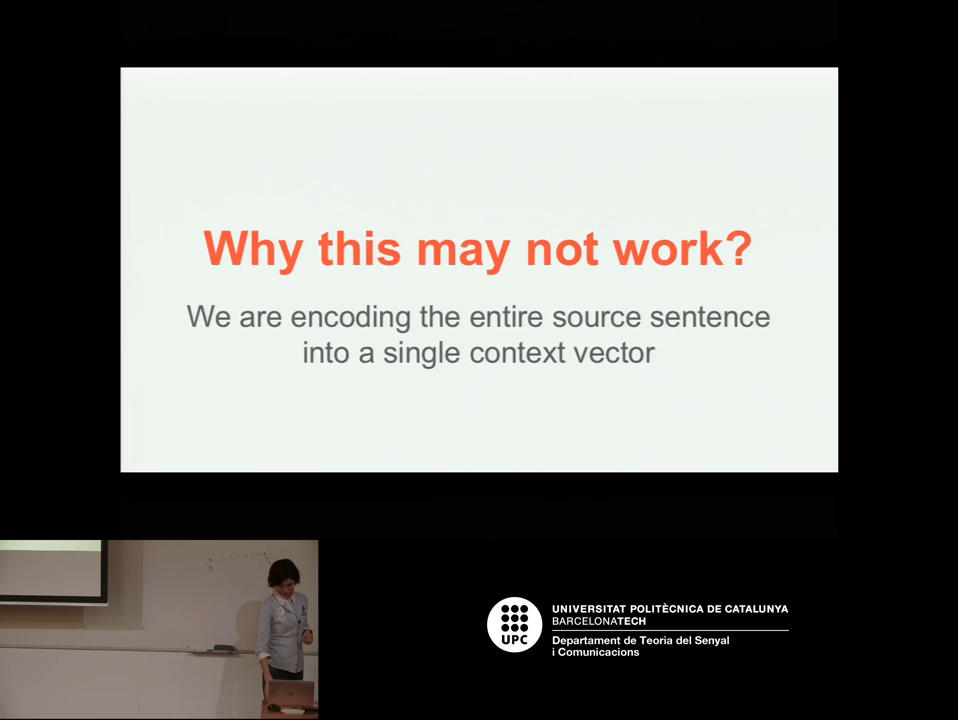 Why this may not work?
We are encoding the entire source sentence
into a single context vector
UNIVERSITAT POLITÈCNICA DE CATALUNYA
BARCELONATECH
UPC
Departament de Teoria del Senyal
i Comunicacions